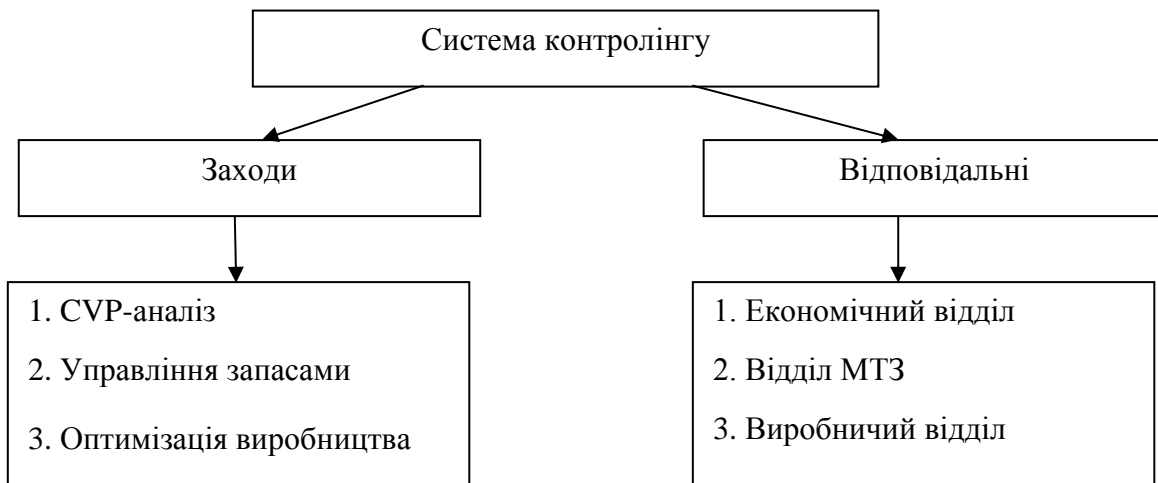 Система контролінгу
Заходи
Відповідальні
1. CVP-аналіз
2. Управління запасами
3. Оптимізація виробництва
1. Економічний відділ
2. Відділ МТЗ
3. Виробничий відділ